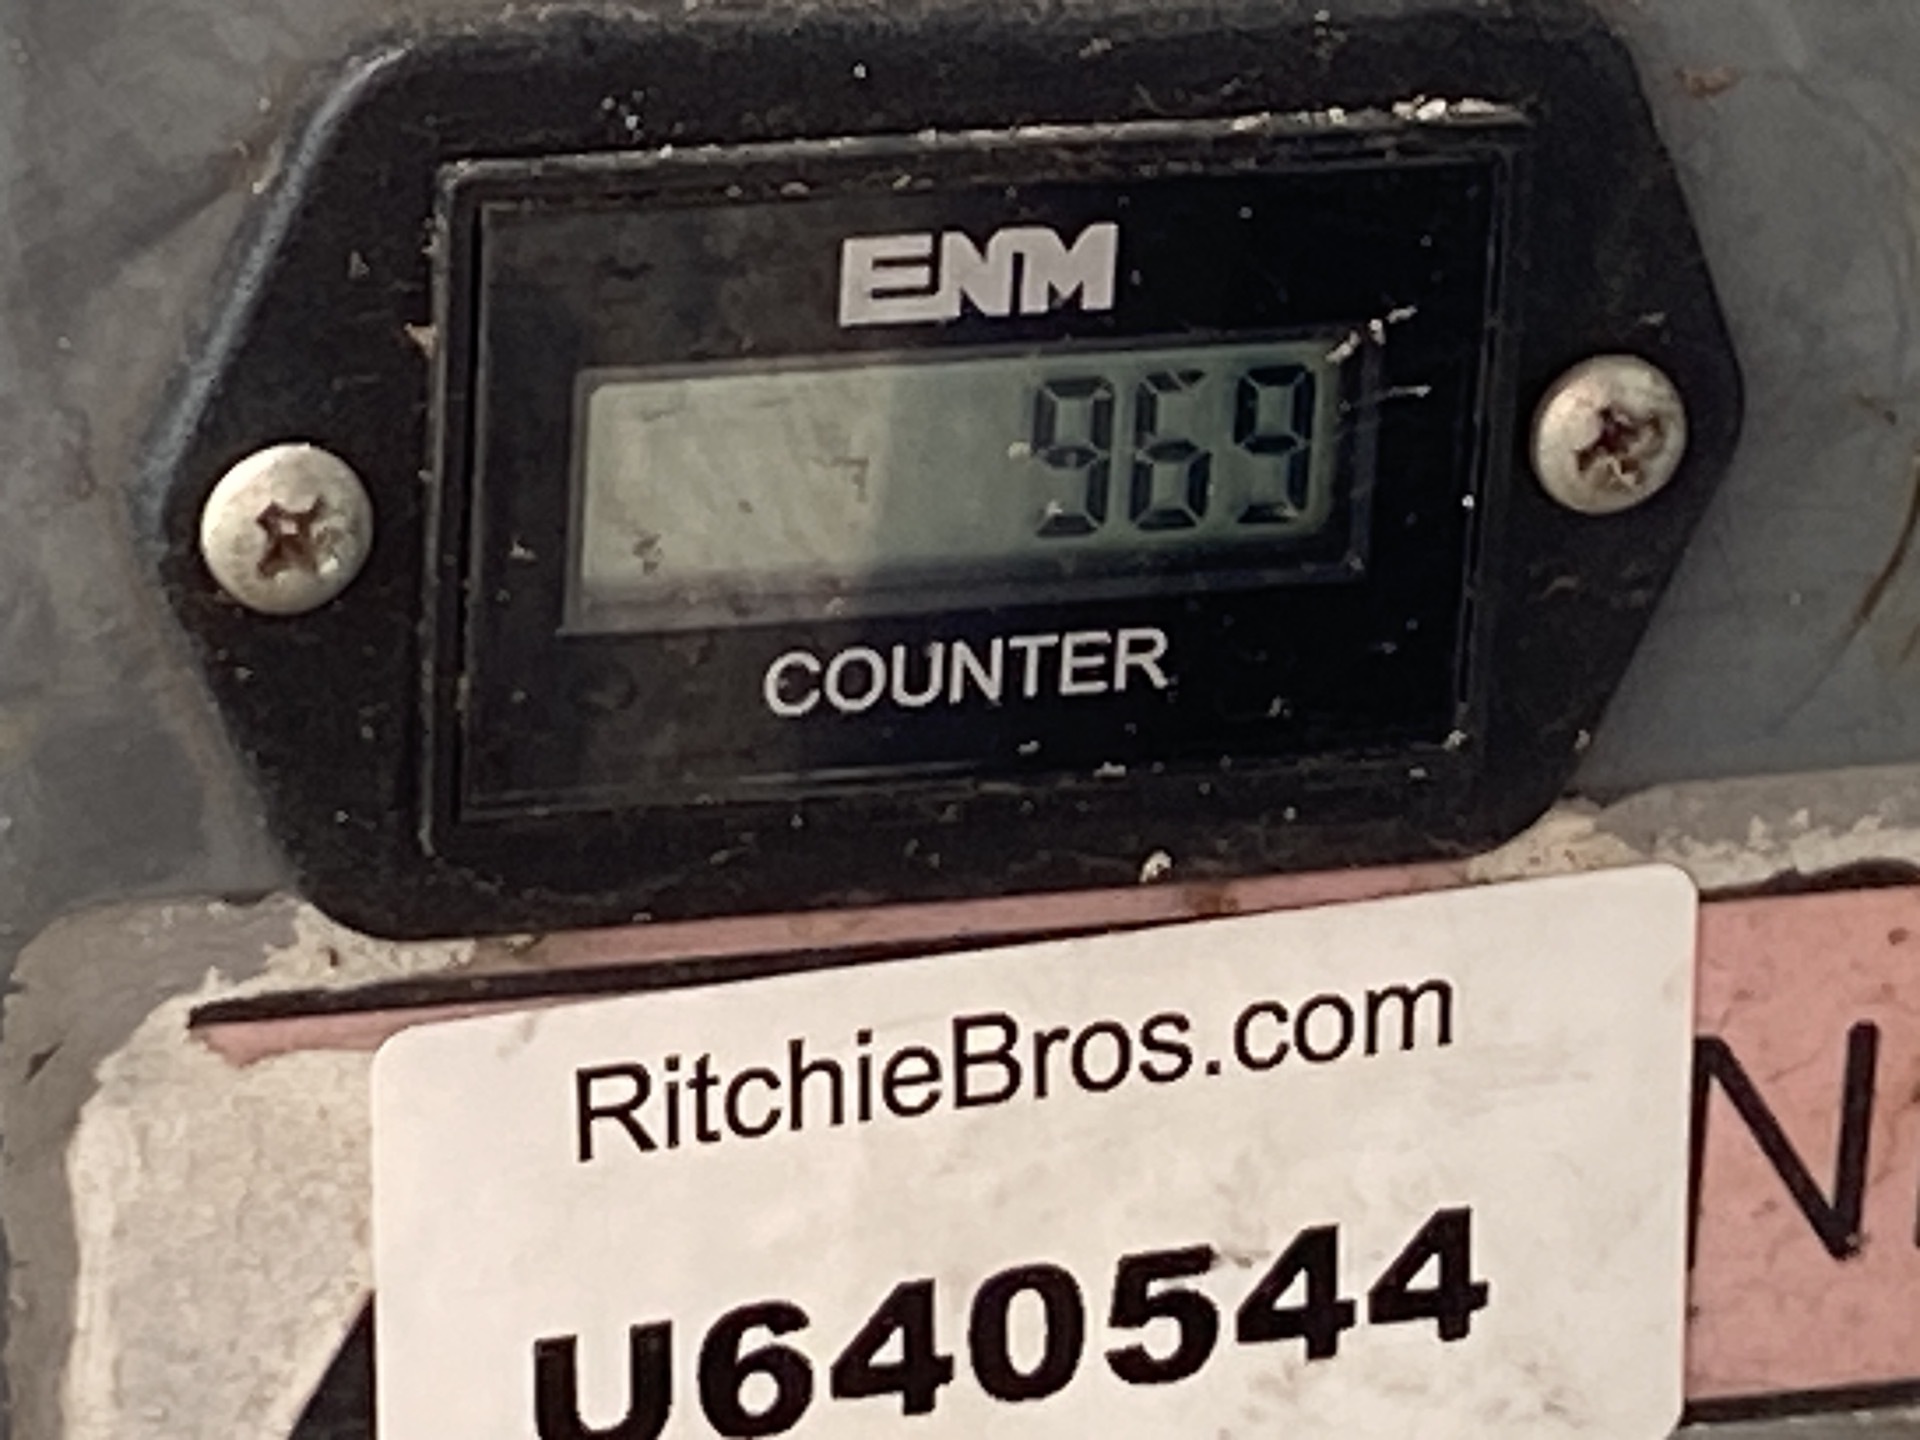 ENM
969
COUNTER
RitchieBros.com
U640544
N